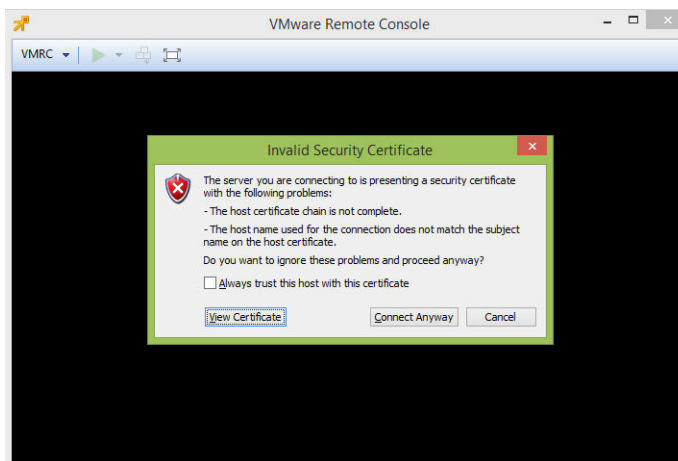 VMware Remote Console
VMRC
Invalid Security Certificate
The server you are connecting to is presenting a security certificate
with the following problems:
- The host certificate chain is not complete.
- The host name used for the connection does not match the subject
name on the host certificate.
Do you want to ignore these problems and proceed anyway?
Always trust this host with this certificate
View Certificate
Connect Anyway
Cancel